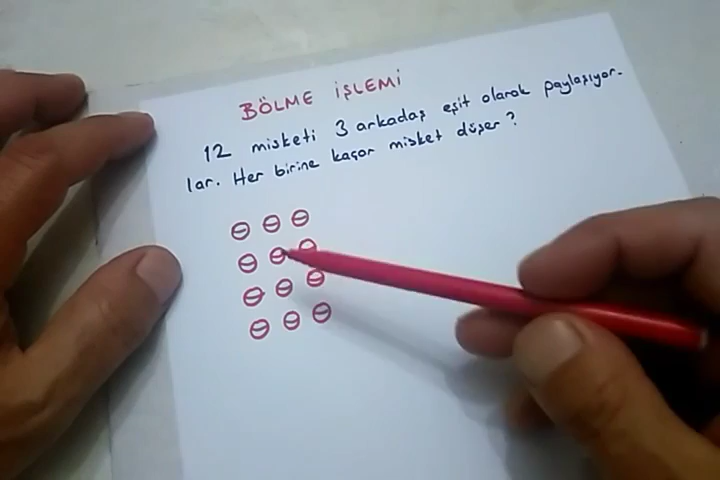 BÖLME İŞLEMİ
12 misketi 3 arkadaş eşit olarak paylaşıyor-
lar. Her birine kaçar misket düşer?